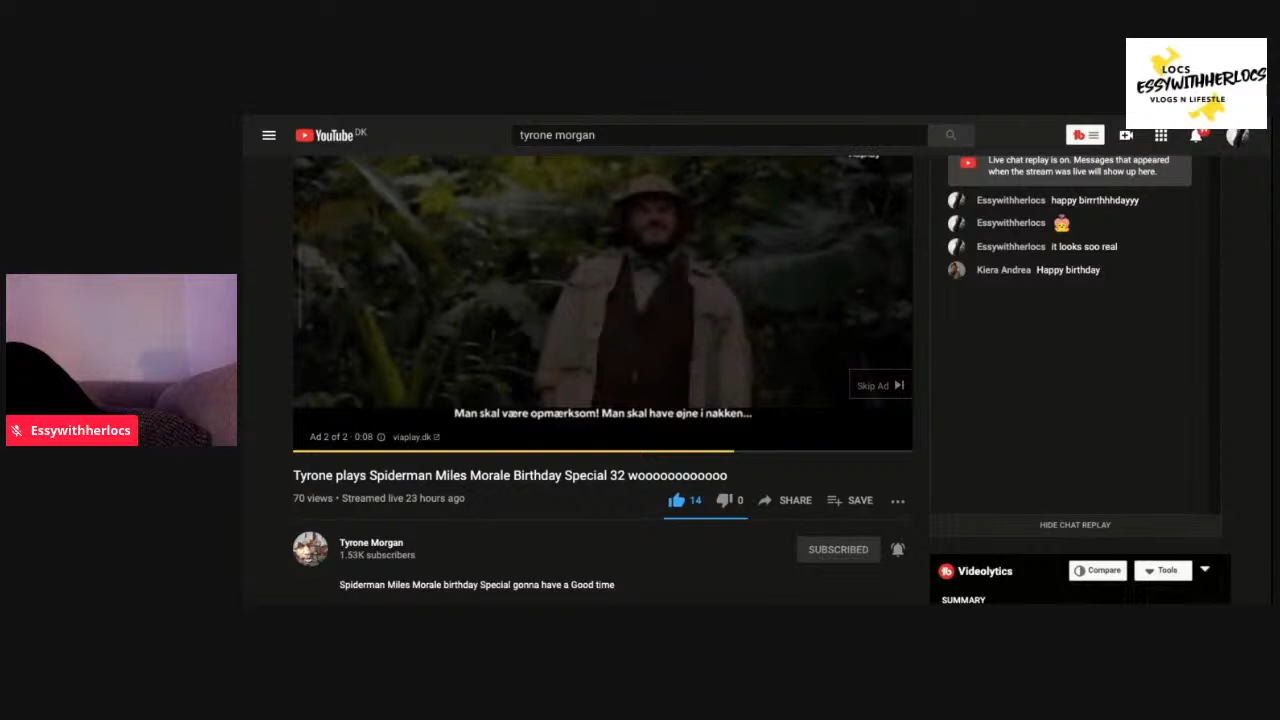 LOCS
ESSYWITHHERLOCS
VLOGS N LIFESTLE
YouTube DK
tyrone morgan
Live chat replay is on. Messages that appeared
when the stream was live will show up here.
Essywithherlocs happy birrrthhhdayyy
Essywithherlocs
Essywithherlocs it looks soo real
Kiera Andrea Happy birthday
Skip Ad
Man skal være opmærksom! Man skal have øjne i nakken...
Ad 2 of 2 · 0:08 viaplay.dk
Essywithherlocs
Tyrone plays Spiderman Miles Morale Birthday Special 32 woooooooooooo
70 views • Streamed live 23 hours ago
14 0 SHARE SAVE
HIDE CHAT REPLAY
Tyrone Morgan
1.53K subscribers
SUBSCRIBED
Spiderman Miles Morale birthday Special gonna have a Good time
Videolytics Compare Tools
SUMMARY